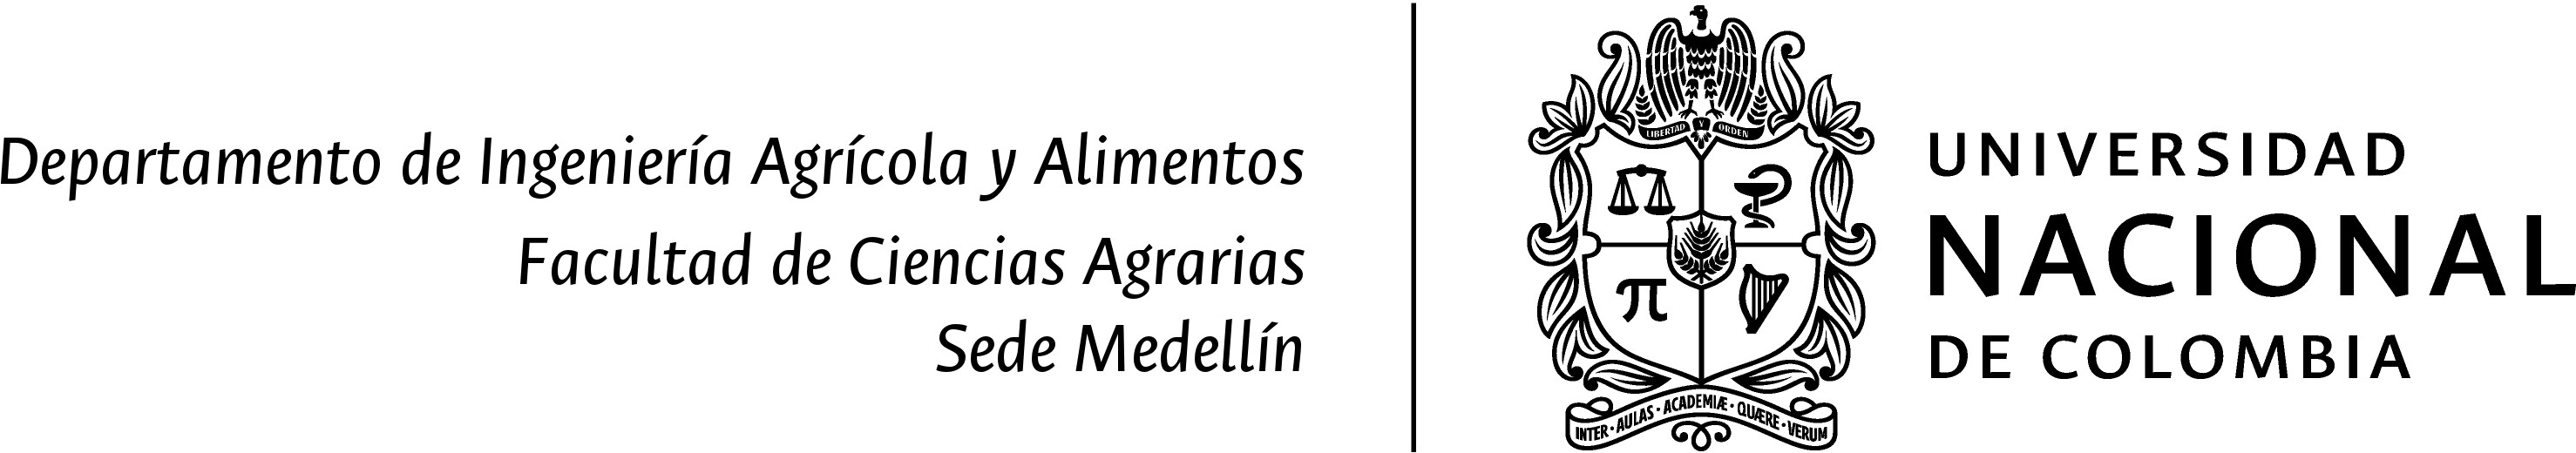 Departamento de Ingeniería Agrícola y Alimentos
Facultad de Ciencias Agrarias
Sede Medellín
LIBERTAD Y ORDEN
π
INTER · AULAS · ACADEMIÆ · QUÆRE · VERUM
UNIVERSIDAD
NACIONAL
DE COLOMBIA